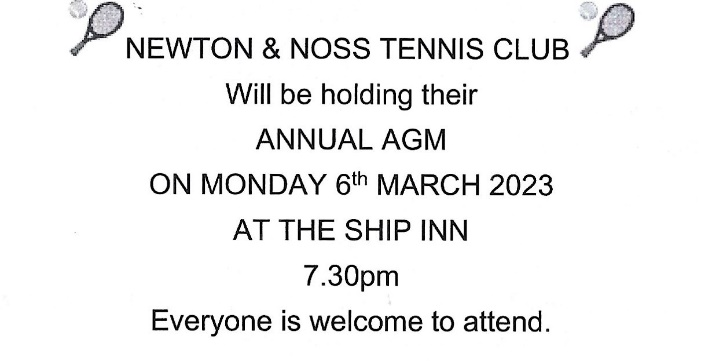 NEWTON & NOSS TENNIS CLUB
Will be holding their
ANNUAL AGM
ON MONDAY 6th MARCH 2023
AT THE SHIP INN
7.30pm
Everyone is welcome to attend.